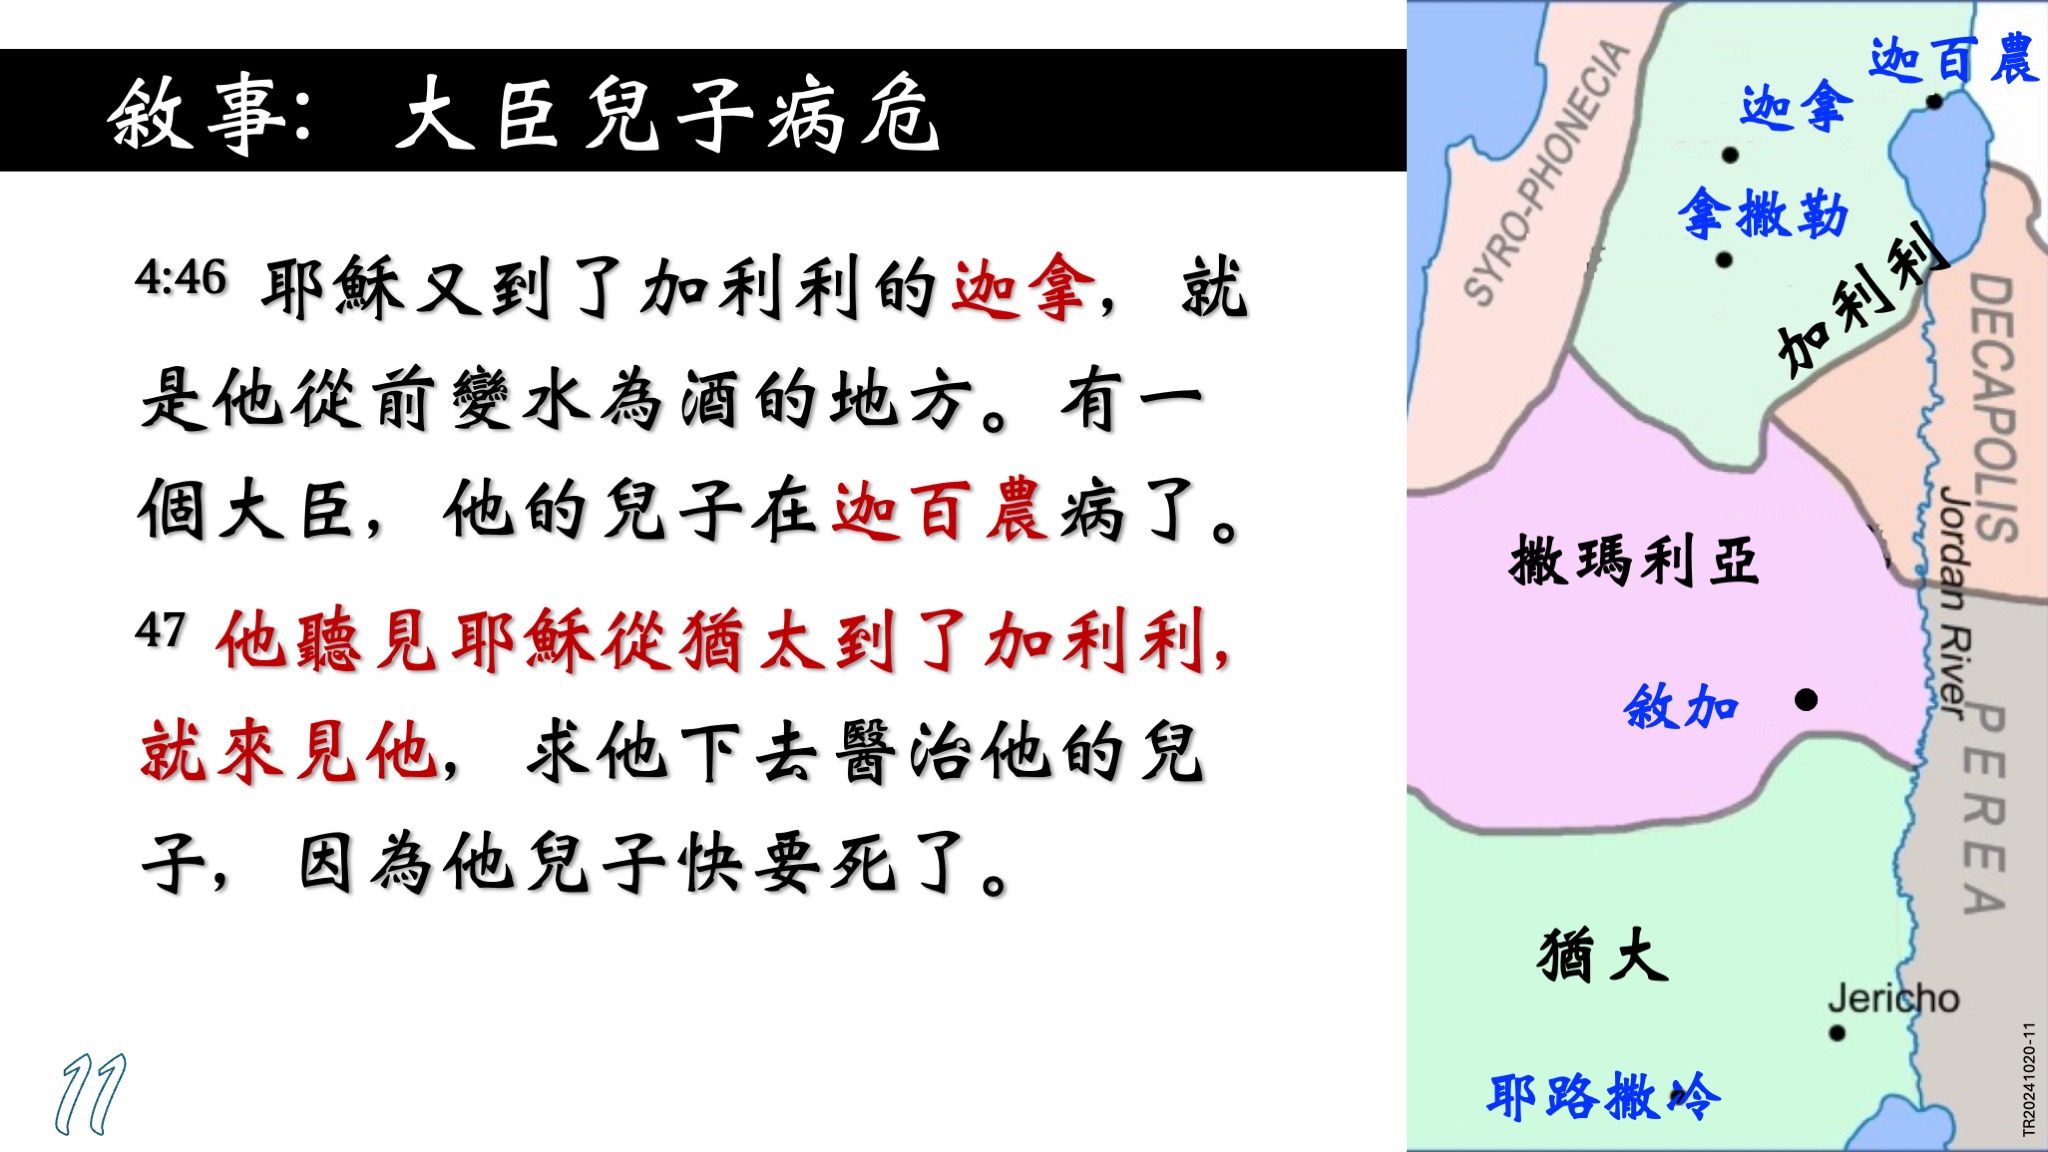 敘事：大臣兒子病危
4:46 耶穌又到了加利利的迦拿，就
是他從前變水為酒的地方。有一
個大臣，他的兒子在迦百農病了。
47 他聽見耶穌從猶太到了加利利，
就來見他，求他下去醫治他的兒
子，因為他兒子快要死了。
11
迦百農
迦拿
SYRO-PHONECIA
拿撒勒
加利利
DECAPOLIS
撒瑪利亞
Jordan River
敘加
PEREA
猶大
Jericho
耶路撒冷
TR20241020-11